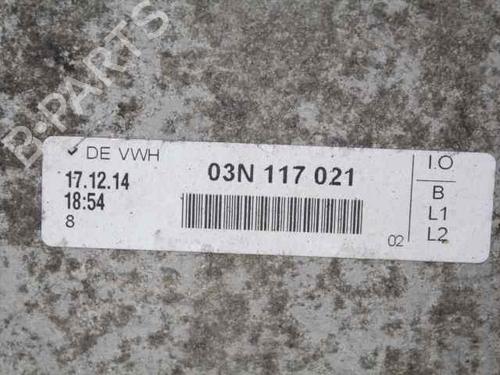 B-PARTS
DE VWH
17.12.14
18:54
8
03N 117 021
02
I.O
B
L1
L2